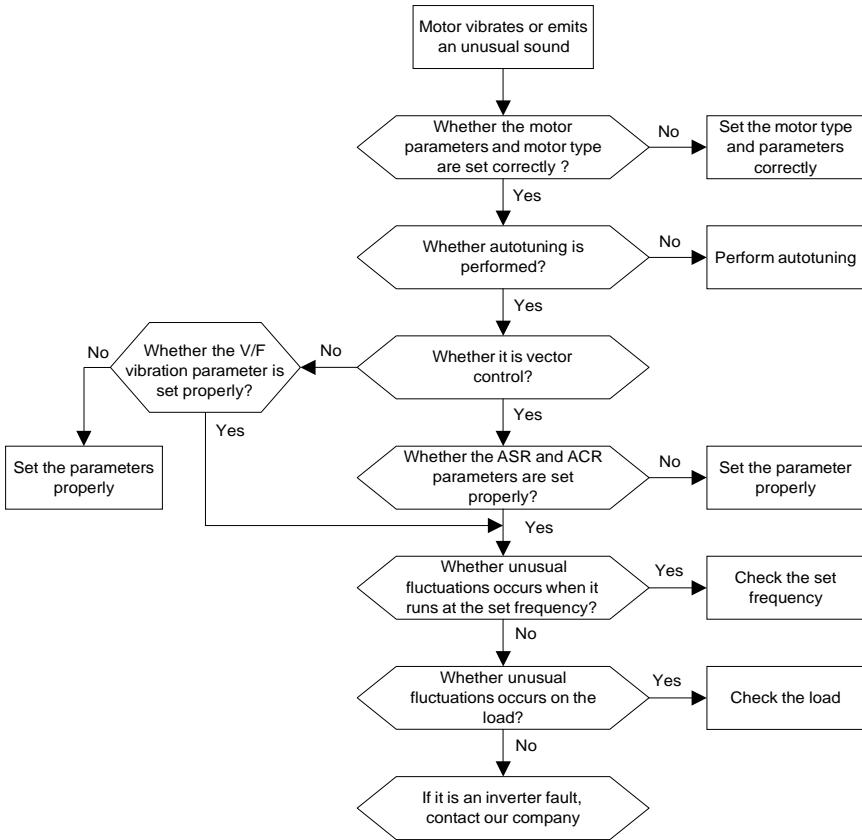 Motor vibrates or emits
an unusual sound
Whether the motor
parameters and motor type
are set correctly ?
No
Set the motor type
and parameters
correctly
Yes
Whether autotuning is
performed?
No
Perform autotuning
Yes
Whether the V/F
vibration parameter is
set properly?
No
No
Whether it is vector
control?
Yes
Yes
Set the parameters
properly
Whether the ASR and ACR
parameters are set
properly?
No
Set the parameter
properly
Yes
Whether unusual
fluctuations occurs when it
runs at the set frequency?
Yes
Check the set
frequency
No
Whether unusual
fluctuations occurs on the
load?
Yes
Check the load
No
If it is an inverter fault,
contact our company